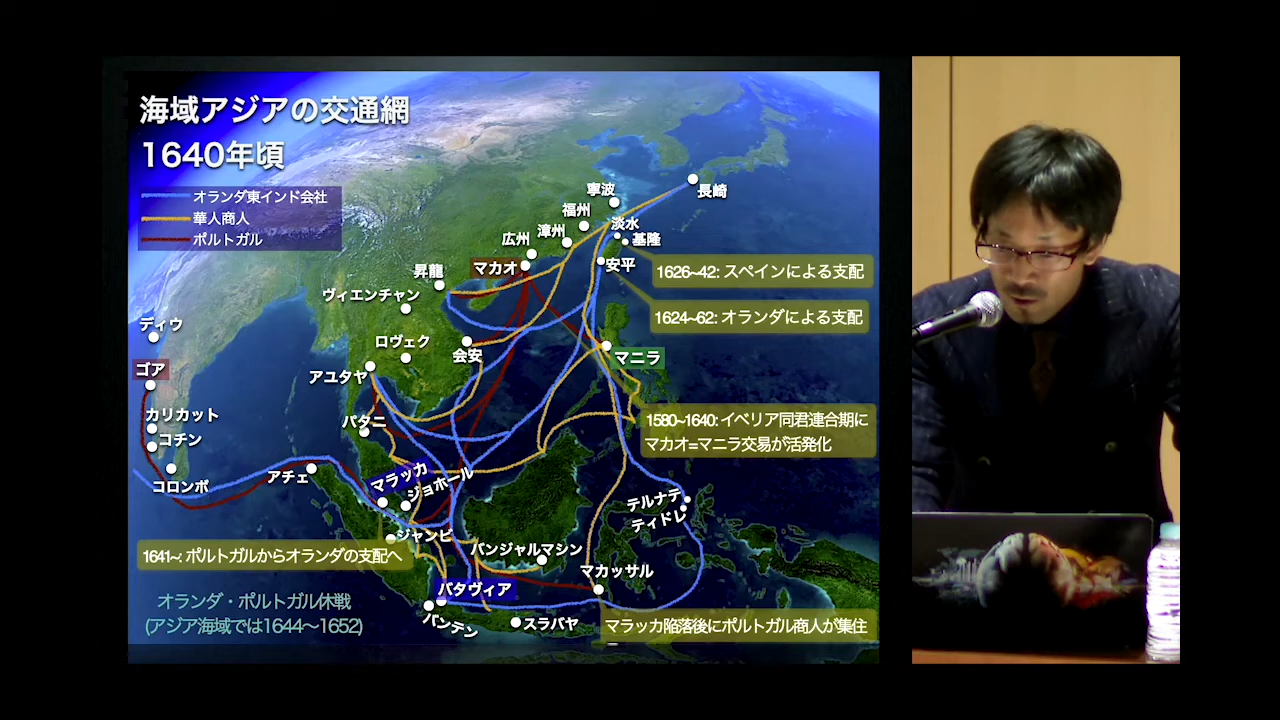 海域アジアの交通網
1640年頃
オランダ東インド会社
華人商人
ポルトガル
長崎
寧波
福州
漳州
淡水
基隆
広州
安平
マカオ
昇龍
ヴィエンチャン
1626~42: スペインによる支配
1624~62: オランダによる支配
ディウ
ロヴェク
会安
マニラ
ゴア
アユタヤ
カリカット
パタニ
コチン
1580~1640: イベリア同君連合期に
マカオ=マニラ交易が活発化
コロンボ
アチェ
マラッカ
ジョホール
テルナテ
ティドレ
ジャンビ
バンジャルマシン
1641~: ポルトガルからオランダの支配へ
マカッサル
バタヴィア
オランダ・ポルトガル休戦
(アジア海域では1644〜1652)
バンテン
スラバヤ
マラッカ陥落後にポルトガル商人が集住